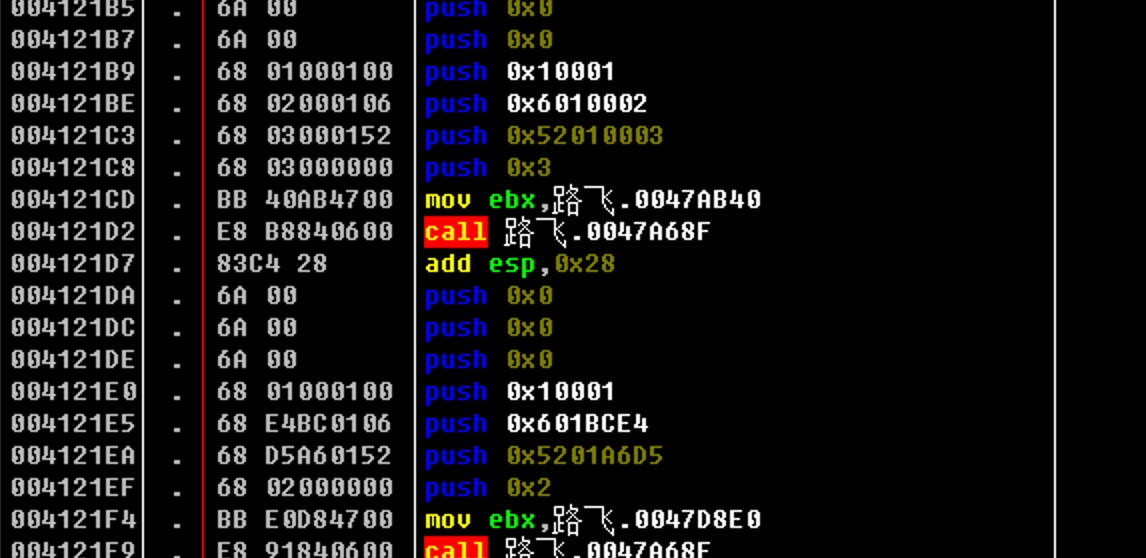 004121B5 . 6A 00 push 0x0
004121B7 . 6A 00 push 0x0
004121B9 . 68 01000100 push 0x10001
004121BE . 68 02000106 push 0x6010002
004121C3 . 68 03000152 push 0x52010003
004121C8 . 68 03000000 push 0x3
004121CD . BB 40AB4700 mov ebx,路飞.0047AB40
004121D2 . E8 B8840600 call 路飞.0047A68F
004121D7 . 83C4 28 add esp,0x28
004121DA . 6A 00 push 0x0
004121DC . 6A 00 push 0x0
004121DE . 6A 00 push 0x0
004121E0 . 68 01000100 push 0x10001
004121E5 . 68 E4BC0106 push 0x601BCE4
004121EA . 68 D5A60152 push 0x5201A6D5
004121EF . 68 02000000 push 0x2
004121F4 . BB E0D84700 mov ebx,路飞.0047D8E0
004121F9 . E8 91840600 call 路飞.0047A68F